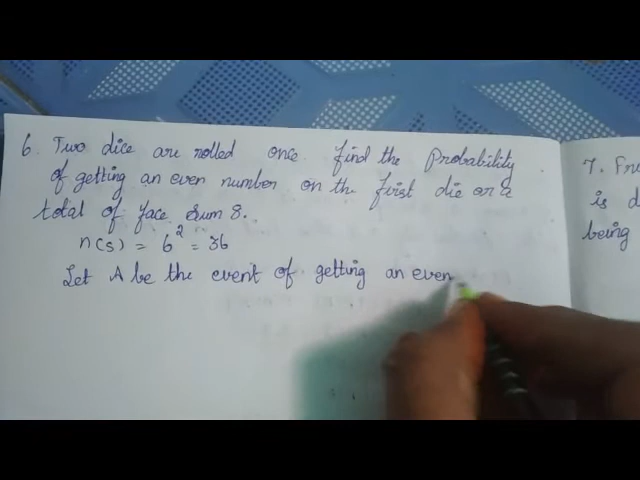 6. Two dice are rolled once. find the Probability
of getting an even number on the first die or a
total of face sum 8.
n(s) = 6² = 36
Let A be the event of getting an even
7. Fr
is d
being